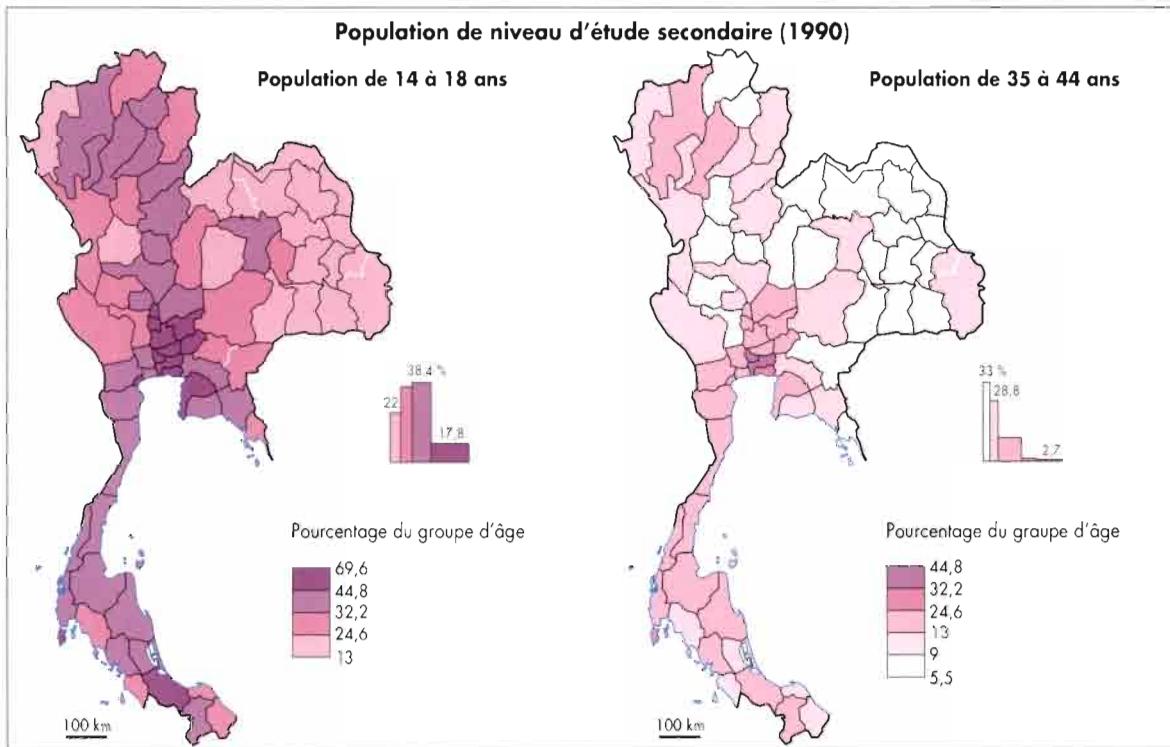 Population de niveau d'étude secondaire (1990)
Population de 14 à 18 ans
38,4 %
22
17,8
Pourcentage du groupe d'âge
69,6
44,8
32,2
24,6
13
100 km
Population de 35 à 44 ans
33 %
28,8
2,7
Pourcentage du graupe d'âge
44,8
32,2
24,6
13
9
5,5
100 km